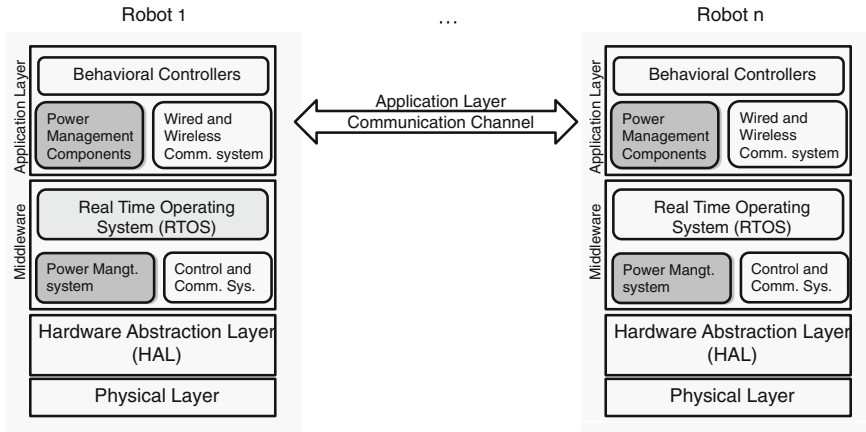 Robot 1
...
Robot n
Application Layer
Behavioral Controllers
Power
Management
Components
Wired and
Wireless
Comm. system
Middleware
Real Time Operating
System (RTOS)
Power Mangt.
system
Control and
Comm. Sys.
Hardware Abstraction Layer
(HAL)
Physical Layer
Application Layer
Communication Channel
Application Layer
Behavioral Controllers
Power
Management
Components
Wired and
Wireless
Comm. system
Middleware
Real Time Operating
System (RTOS)
Power Mangt.
system
Control and
Comm. Sys.
Hardware Abstraction Layer
(HAL)
Physical Layer